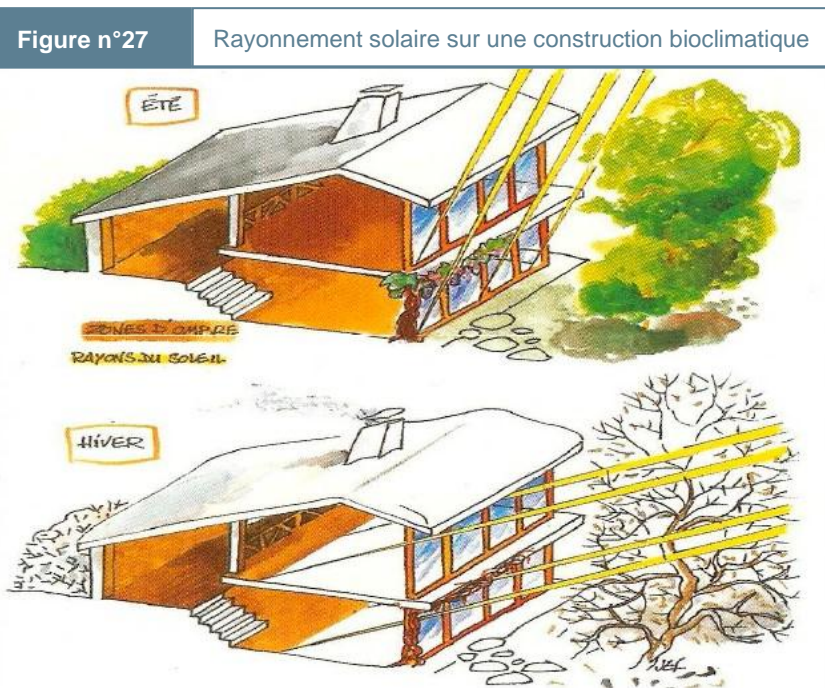 Figure n°27
Rayonnement solaire sur une construction bioclimatique
ÉTÉ
ZONES D'OMBRE
RAYONS DU SOLEIL
HIVER